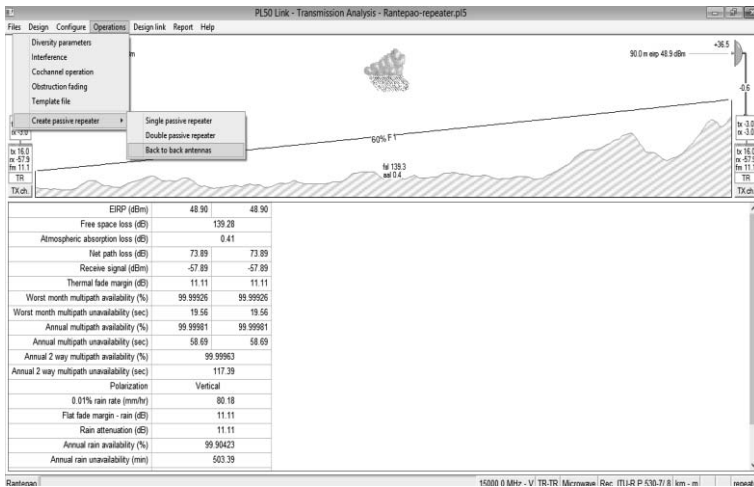 PL50 Link - Transmission Analysis - Rantepao-repeater.pl5
Files Design Configure Operations Design link Report Help
Diversity parameters
Interference
Cochannel operation
Obstruction fading
Template file
Create passive repeater
Single passive repeater
Double passive repeater
Back to back antennas
90.0 m eirp 48.9 dBm
+36.5
-0.6
60% F1
fsl 139.3
aal 0.4
tx -3.0
rx -3.0
tx 16.0
rx -57.9
fm 11.1
TR
TX ch.
tx -3.0
rx -3.0
tx 16.0
fm 11.1
TR
TX ch.
EIRP (dBm) 48.90 48.90
Free space loss (dB) 139.28
Atmospheric absorption loss (dB) 0.41
Net path loss (dB) 73.89 73.89
Receive signal (dBm) -57.89 -57.89
Thermal fade margin (dB) 11.11 11.11
Worst month multipath availability (%) 99.99926 99.99926
Worst month multipath unavailability (sec) 19.56 19.56
Annual multipath availability (%) 99.99981 99.99981
Annual multipath unavailability (sec) 58.69 58.69
Annual 2 way multipath availability (%) 99.99963
Annual 2 way multipath unavailability (sec) 117.39
Polarization Vertical
0.01% rain rate (mm/hr) 80.18
Flat fade margin - rain (dB) 11.11
Rain attenuation (dB) 11.11
Annual rain availability (%) 99.90423
Annual rain unavailability (min) 503.39
Rantepao 15000.0 MHz - V TR-TR Microwave Rec. ITU-R P.530-7/ 8 km - m repeat